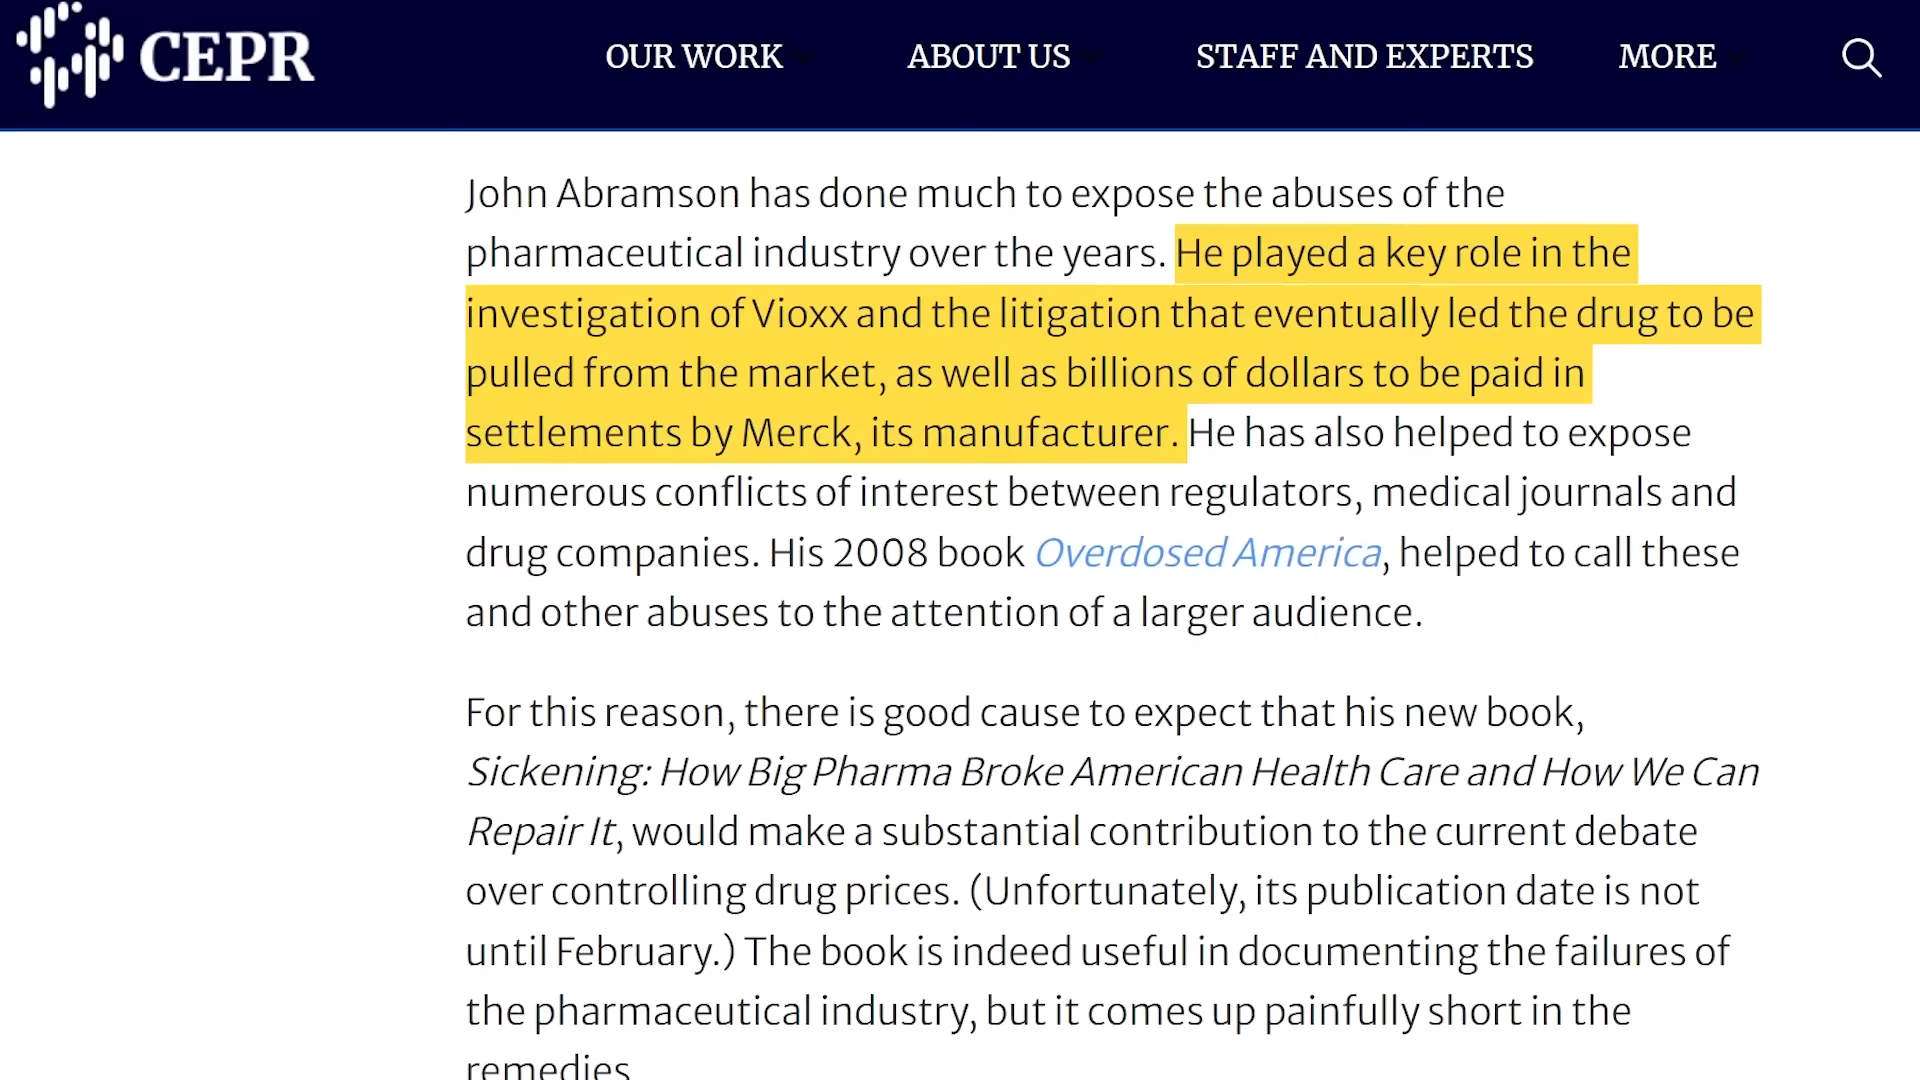 CEPR
OUR WORK
ABOUT US
STAFF AND EXPERTS
MORE
John Abramson has done much to expose the abuses of the
pharmaceutical industry over the years. He played a key role in the
investigation of Vioxx and the litigation that eventually led the drug to be
pulled from the market, as well as billions of dollars to be paid in
settlements by Merck, its manufacturer. He has also helped to expose
numerous conflicts of interest between regulators, medical journals and
drug companies. His 2008 book Overdosed America, helped to call these
and other abuses to the attention of a larger audience.
For this reason, there is good cause to expect that his new book,
Sickening: How Big Pharma Broke American Health Care and How We Can
Repair It, would make a substantial contribution to the current debate
over controlling drug prices. (Unfortunately, its publication date is not
until February.) The book is indeed useful in documenting the failures of
the pharmaceutical industry, but it comes up painfully short in the
remedies